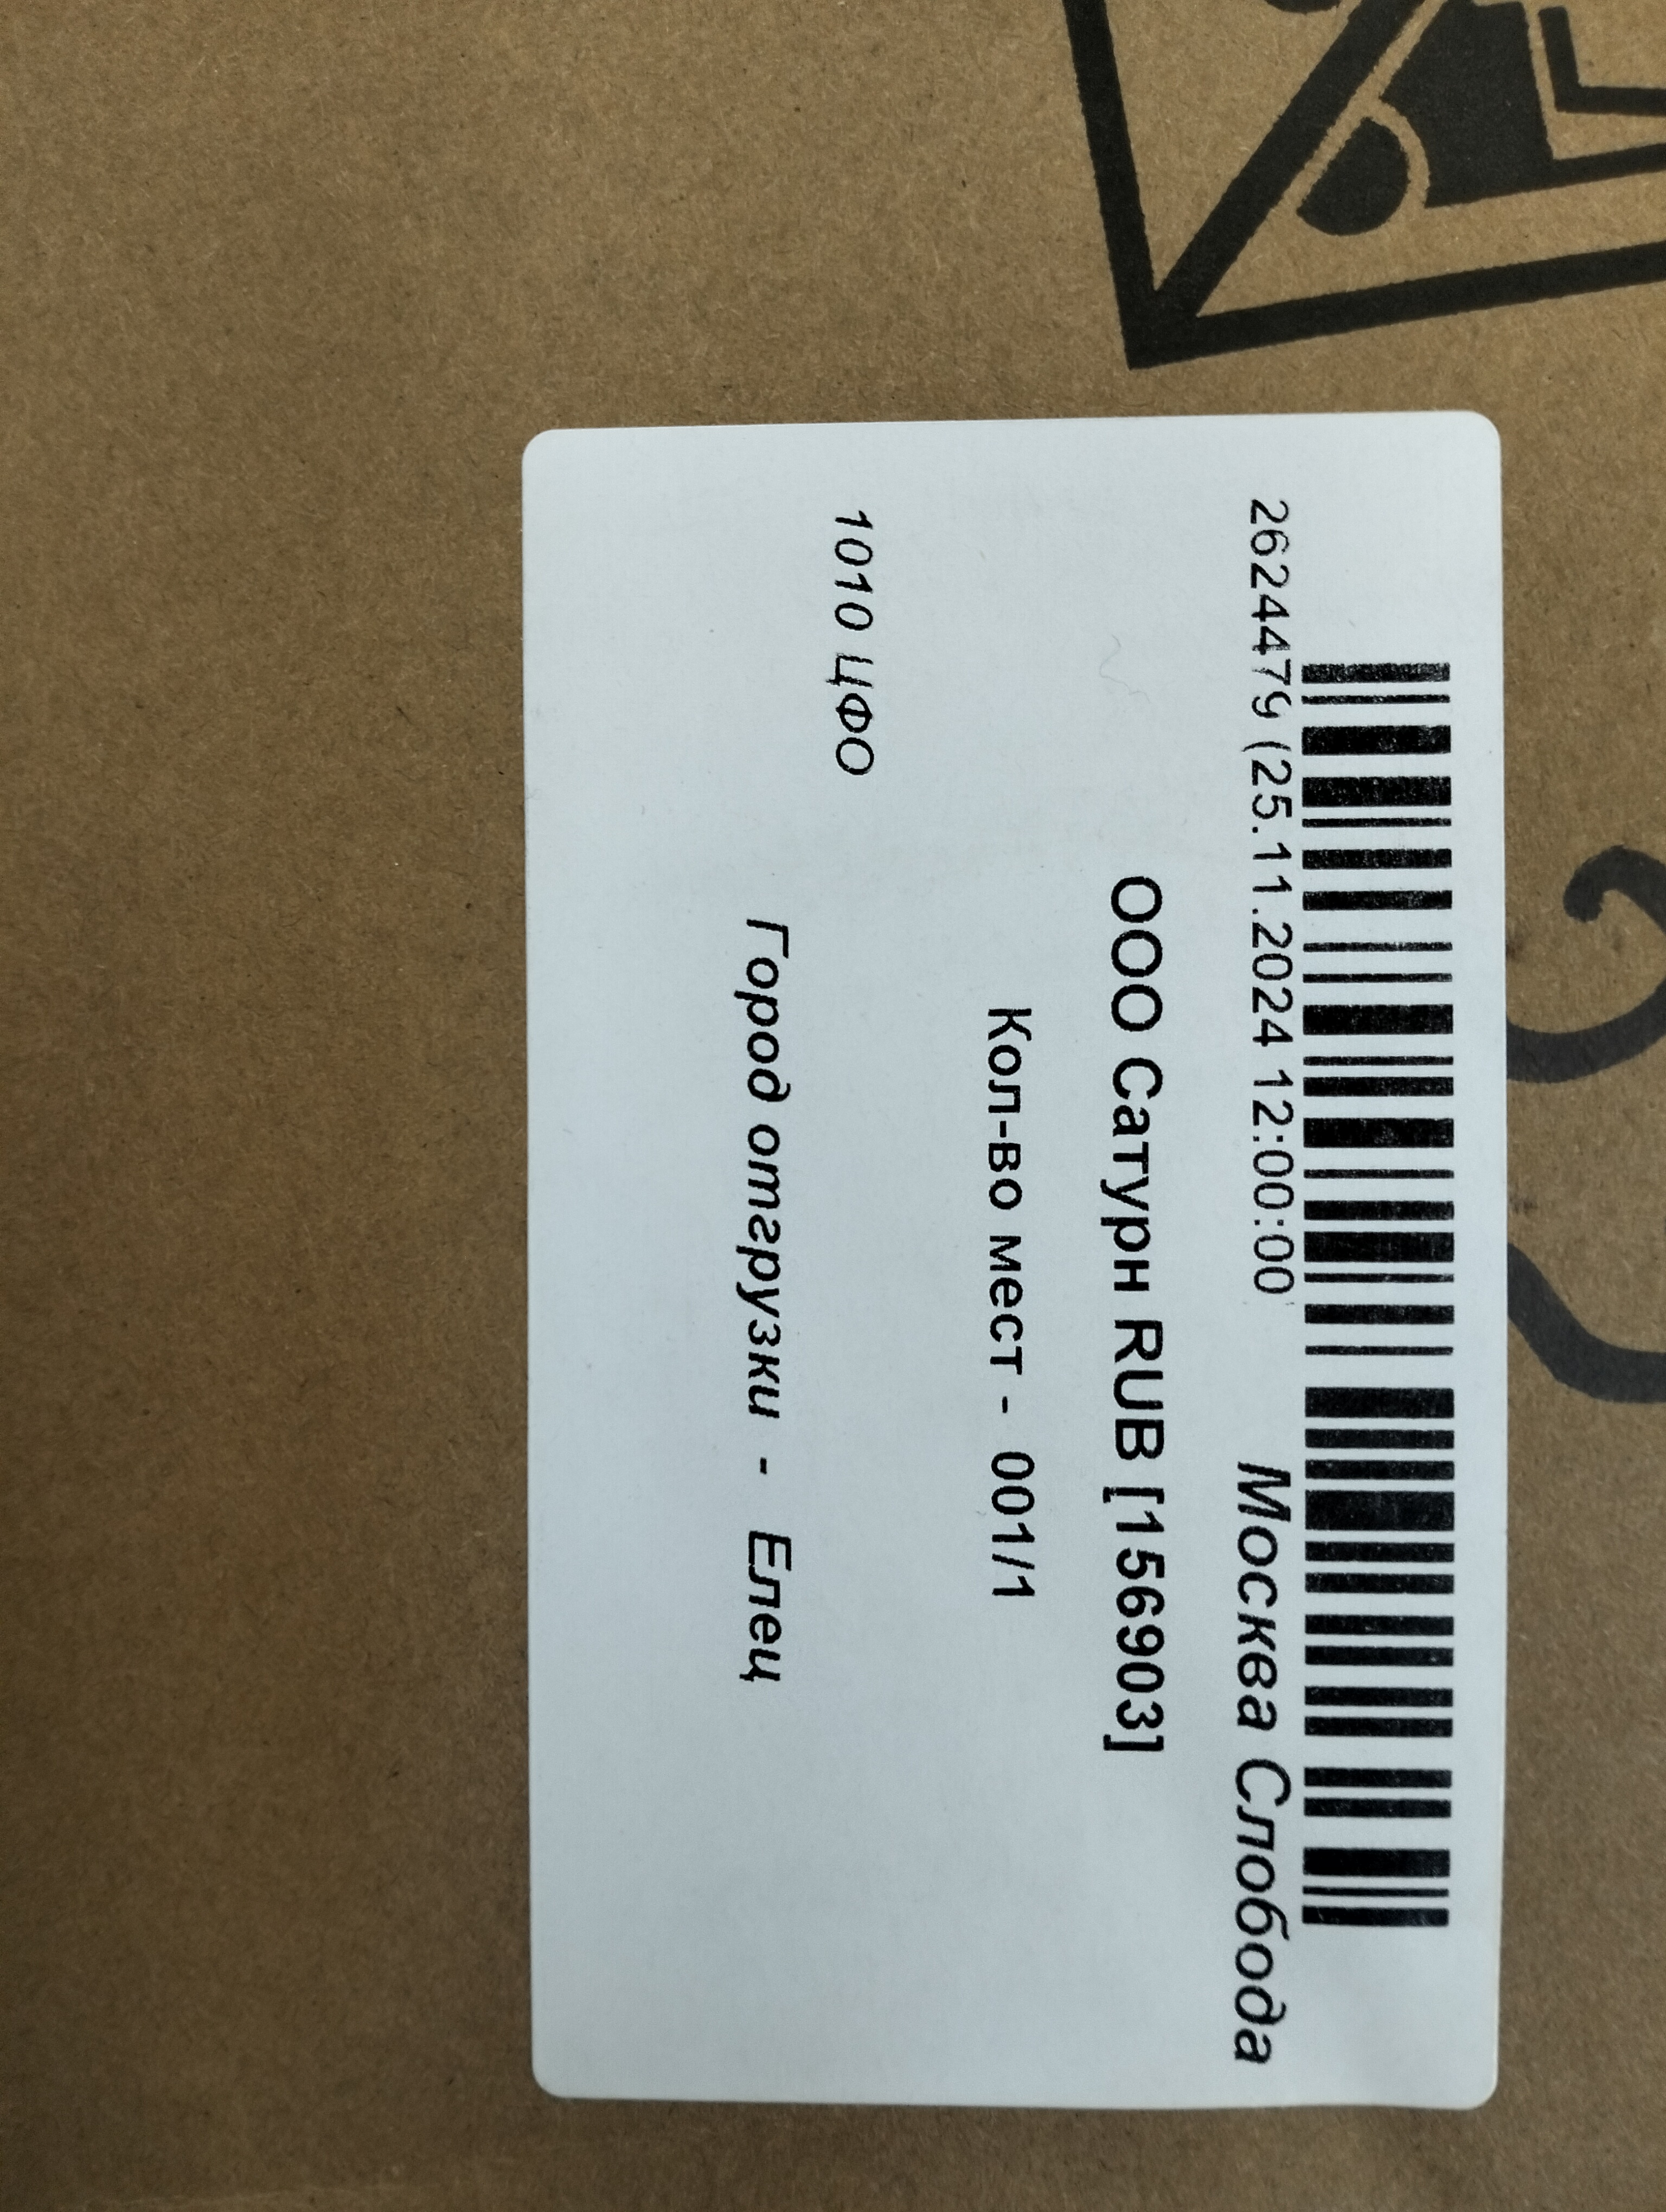 2624479 (25.11.2024 12:00:00 Москва Слобода
ООО Сатурн RUB [156903]
Кол-во мест - 001/1
1010 ЦФО
Город отгрузки - Елец